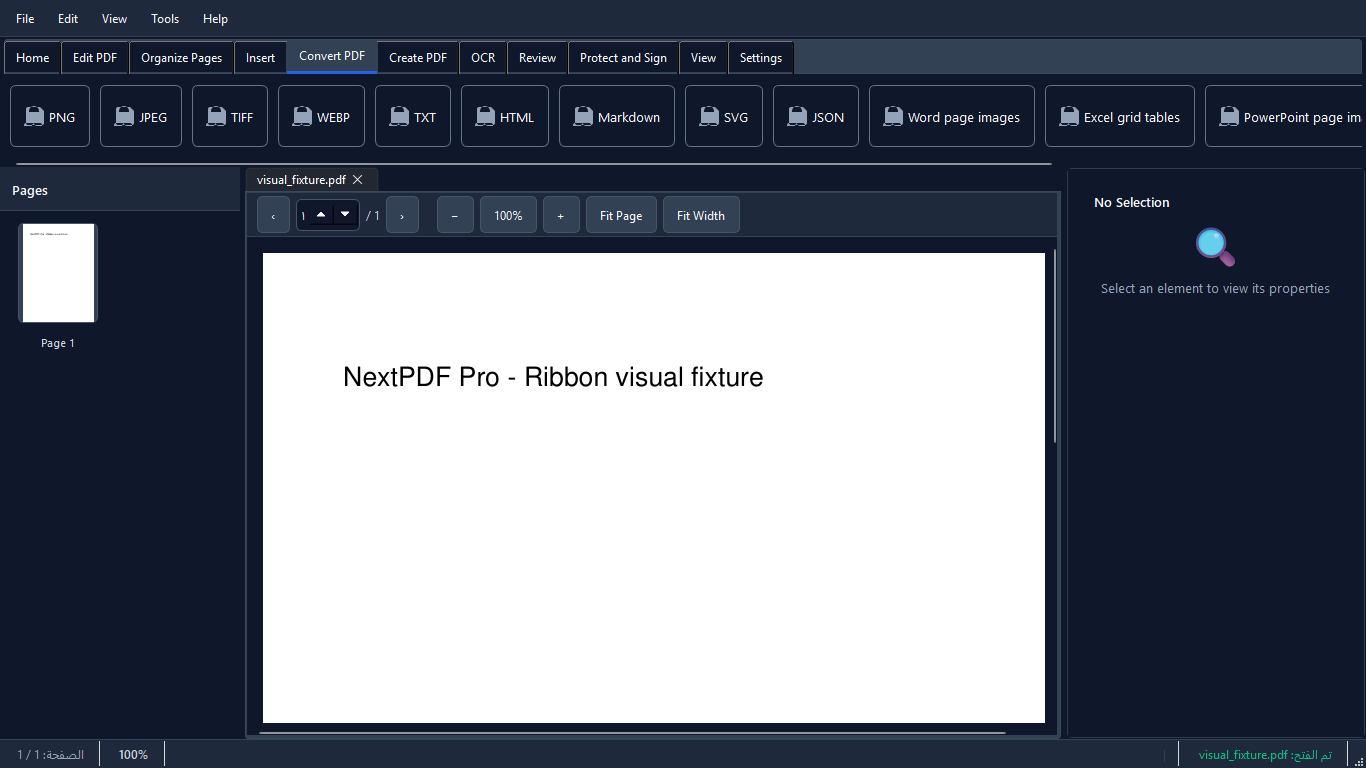 File Edit View Tools Help
Home Edit PDF Organize Pages Insert Convert PDF Create PDF OCR Review Protect and Sign View Settings
PNG JPEG TIFF WEBP TXT HTML Markdown SVG JSON Word page images Excel grid tables PowerPoint page im
Pages
visual_fixture.pdf
‹ 1 / 1 › − 100% + Fit Page Fit Width
No Selection
Select an element to view its properties
NextPDF Pro - Ribbon visual fixture
Page 1
الصفحة: 1 / 1
100%
تم الفتح: visual_fixture.pdf